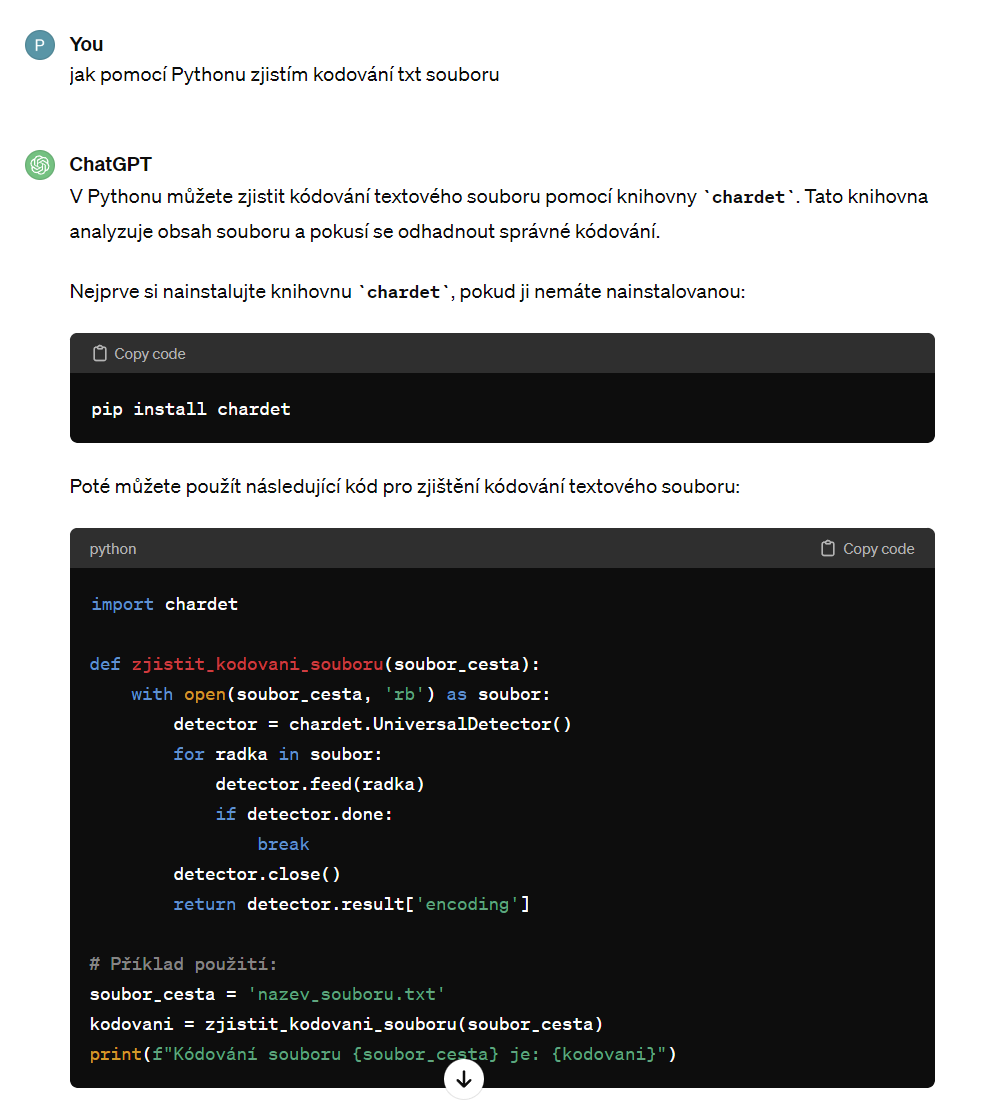 P
You
jak pomocí Pythonu zjistím kodování txt souboru
ChatGPT
V Pythonu můžete zjistit kódování textového souboru pomocí knihovny `chardet`. Tato knihovna
analyzuje obsah souboru a pokusí se odhadnout správné kódování.
Nejprve si nainstalujte knihovnu `chardet`, pokud ji nemáte nainstalovanou:
Copy code
pip install chardet
Poté můžete použít následující kód pro zjištění kódování textového souboru:
python Copy code
import chardet
def zjistit_kodovani_souboru(soubor_cesta):
    with open(soubor_cesta, 'rb') as soubor:
        detector = chardet.UniversalDetector()
        for radka in soubor:
            detector.feed(radka)
            if detector.done:
                break
        detector.close()
        return detector.result['encoding']
# Příklad použití:
soubor_cesta = 'nazev_souboru.txt'
kodovani = zjistit_kodovani_souboru(soubor_cesta)
print(f"Kódování souboru {soubor_cesta} je: {kodovani}")